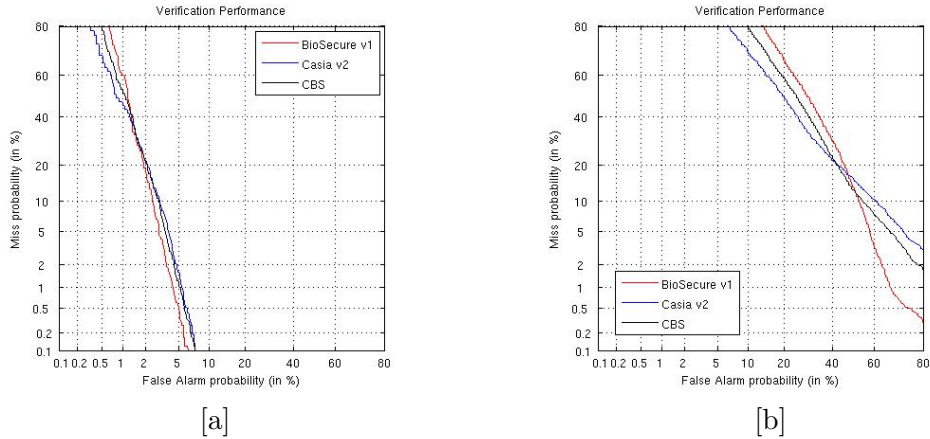 Verification Performance
80
60
40
20
10
5
2
1
0.5
0.2
0.1
Miss probability (in %)
BioSecure v1
Casia v2
CBS
0.1 0.2 0.5 1 2 5 10 20 40 60 80
False Alarm probability (in %)
[a]
Verification Performance
80
60
40
20
10
5
2
1
0.5
0.2
0.1
Miss probability (in %)
BioSecure v1
Casia v2
CBS
0.1 0.2 0.5 1 2 5 10 20 40 60 80
False Alarm probability (in %)
[b]